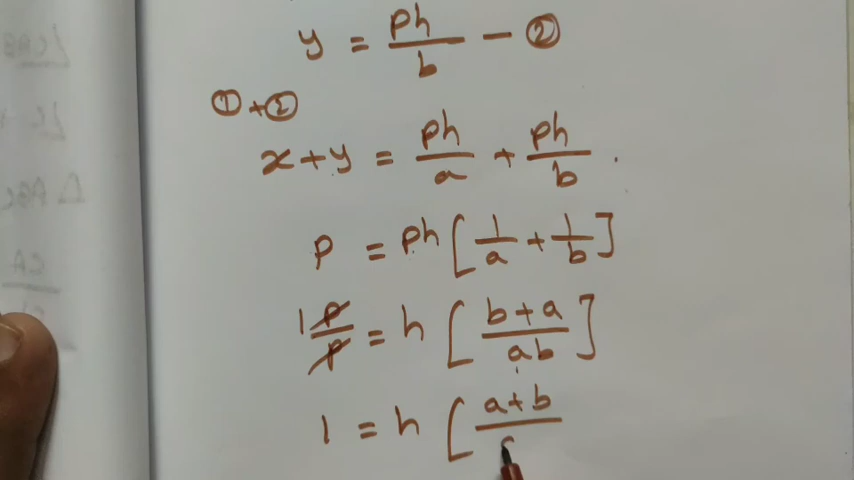 y = ph/b - ②
① + ②
x + y = ph/a + ph/b .
p = ph [ 1/a + 1/b ]
1 p/p = h [ b + a / ab ]
1 = h [ a + b /